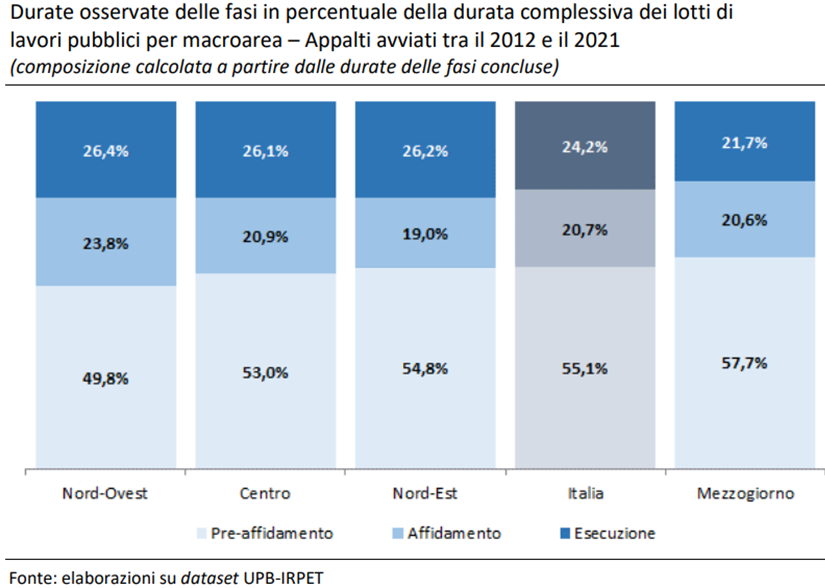 Durate osservate delle fasi in percentuale della durata complessiva dei lotti di
lavori pubblici per macroarea – Appalti avviati tra il 2012 e il 2021
(composizione calcolata a partire dalle durate delle fasi concluse)
26,4% 26,1% 26,2% 24,2% 21,7%
23,8% 20,9% 19,0% 20,7% 20,6%
49,8% 53,0% 54,8% 55,1% 57,7%
Nord-Ovest Centro Nord-Est Italia Mezzogiorno
Pre-affidamento Affidamento Esecuzione
Fonte: elaborazioni su dataset UPB-IRPET